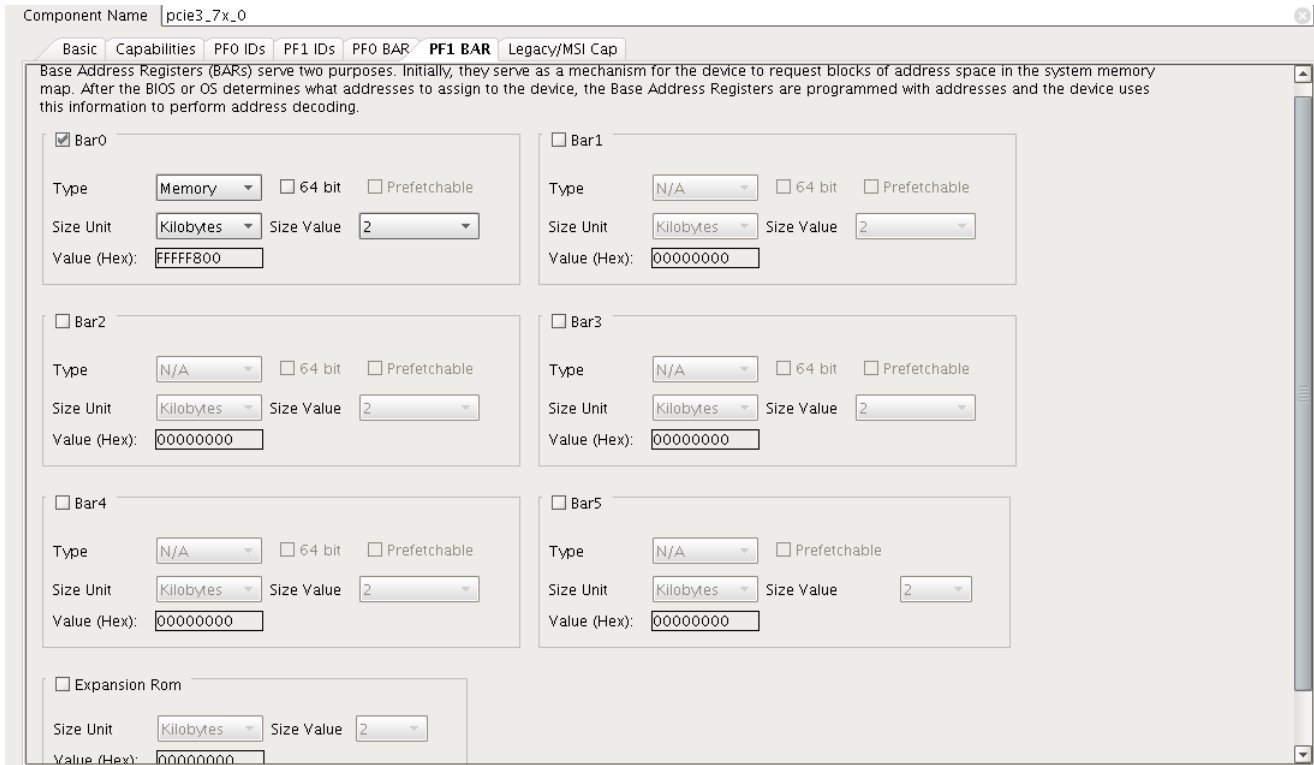 Component Name pcie3_7x_0
Basic Capabilities PF0 IDs PF1 IDs PF0 BAR PF1 BAR Legacy/MSI Cap
Base Address Registers (BARs) serve two purposes. Initially, they serve as a mechanism for the device to request blocks of address space in the system memory
map. After the BIOS or OS determines what addresses to assign to the device, the Base Address Registers are programmed with addresses and the device uses
this information to perform address decoding.
Bar0
Type Memory 64 bit Prefetchable
Size Unit Kilobytes Size Value 2
Value (Hex): FFFFF800
Bar1
Type N/A 64 bit Prefetchable
Size Unit Kilobytes Size Value 2
Value (Hex): 00000000
Bar2
Type N/A 64 bit Prefetchable
Size Unit Kilobytes Size Value 2
Value (Hex): 00000000
Bar3
Type N/A 64 bit Prefetchable
Size Unit Kilobytes Size Value 2
Value (Hex): 00000000
Bar4
Type N/A 64 bit Prefetchable
Size Unit Kilobytes Size Value 2
Value (Hex): 00000000
Bar5
Type N/A Prefetchable
Size Unit Kilobytes Size Value 2
Value (Hex): 00000000
Expansion Rom
Size Unit Kilobytes Size Value 2
Value (Hex): 00000000